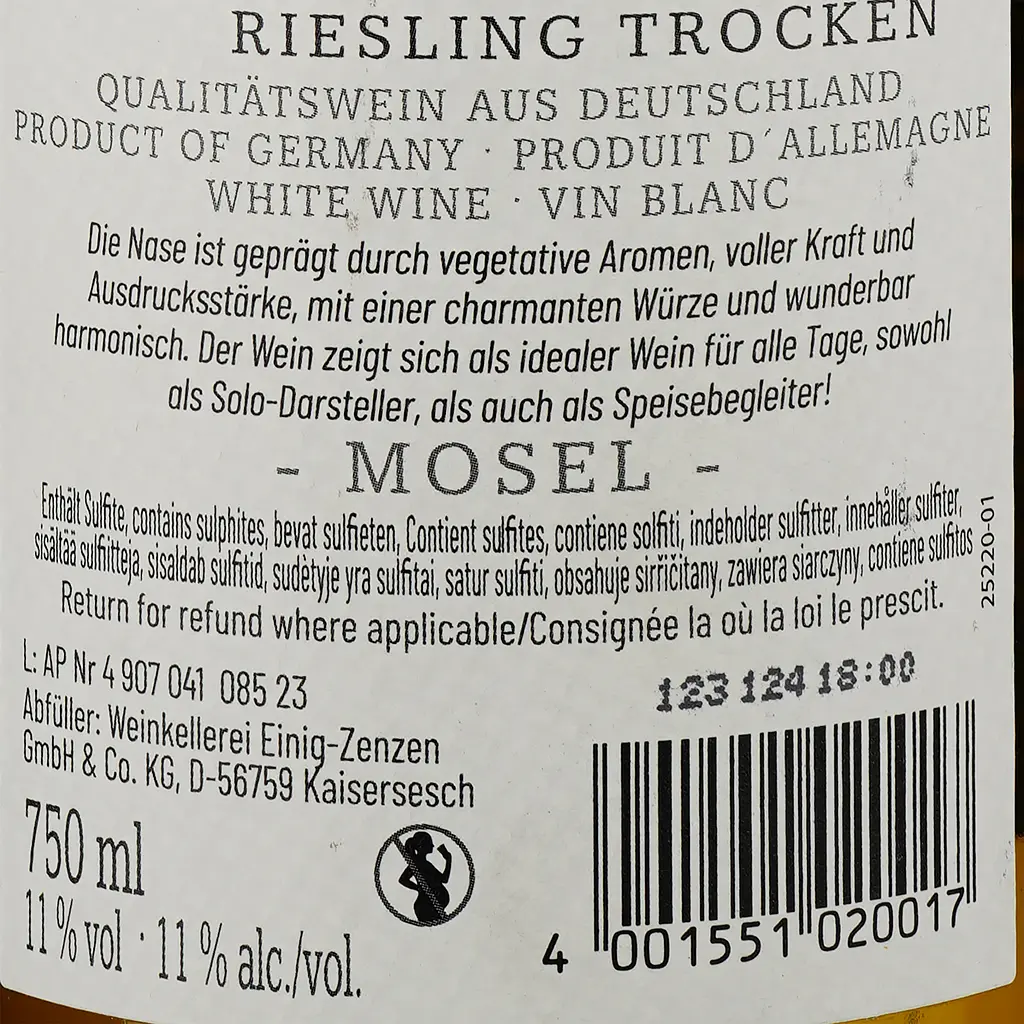 RIESLING TROCKEN
QUALITÄTSWEIN AUS DEUTSCHLAND
PRODUCT OF GERMANY · PRODUIT D´ALLEMAGNE
WHITE WINE · VIN BLANC
Die Nase ist geprägt durch vegetative Aromen, voller Kraft und
Ausdrucksstärke, mit einer charmanten Würze und wunderbar
harmonisch. Der Wein zeigt sich als idealer Wein für alle Tage, sowohl
als Solo-Darsteller, als auch als Speisebegleiter!
- MOSEL -
Enthält Sulfite, contains sulphites, bevat sulfieten, Contient sulfites, contiene solfiti, indeholder sulfitter, innehåller sulfiter,
sisältää sulfiitteja, sisaldab sulfitid, sudėtyje yra sulfitai, satur sulfiti, obsahuje sirřičitany, zawiera siarczyny, contiene sulfitos
Return for refund where applicable/Consignée la où la loi le prescit.
25220-01
L: AP Nr 4 907 041 085 23
Abfüller: Weinkellerei Einig-Zenzen
GmbH & Co. KG, D-56759 Kaisersesch
750 ml
11 % vol · 11 % alc./vol.
123 124 18:00
4 001551 020017